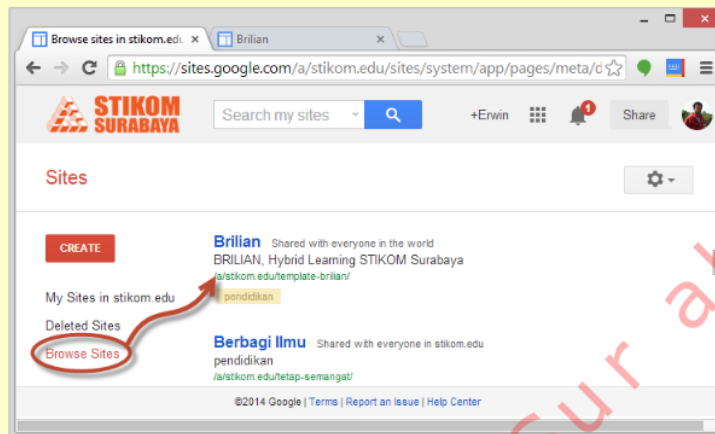 Browse sites in stikom.edu
Brilian
https://sites.google.com/a/stikom.edu/sites/system/app/pages/meta/d
STIKOM
SURABAYA
Search my sites
+Erwin
1
Share
Sites
CREATE
My Sites in stikom.edu
Deleted Sites
Browse Sites
Brilian Shared with everyone in the world
BRILIAN, Hybrid Learning STIKOM Surabaya
/a/stikom.edu/template-brilian/
pendidikan
Berbagi Ilmu Shared with everyone in stikom.edu
pendidikan
/a/stikom.edu/tetap-semangat/
©2014 Google | Terms | Report an Issue | Help Center
Sur